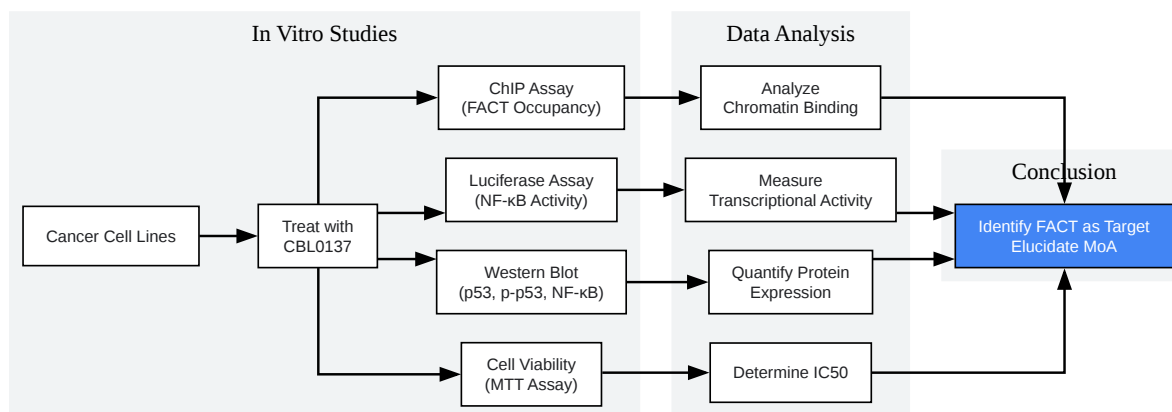 In Vitro Studies
Data Analysis
ChIP Assay
(FACT Occupancy)
Analyze
Chromatin Binding
Conclusion
Luciferase Assay
(NF-κB Activity)
Measure
Transcriptional Activity
Cancer Cell Lines
Treat with
CBL0137
Identify FACT as Target
Elucidate MoA
Western Blot
(p53, p-p53, NF-κB)
Quantify Protein
Expression
Cell Viability
(MTT Assay)
Determine IC50